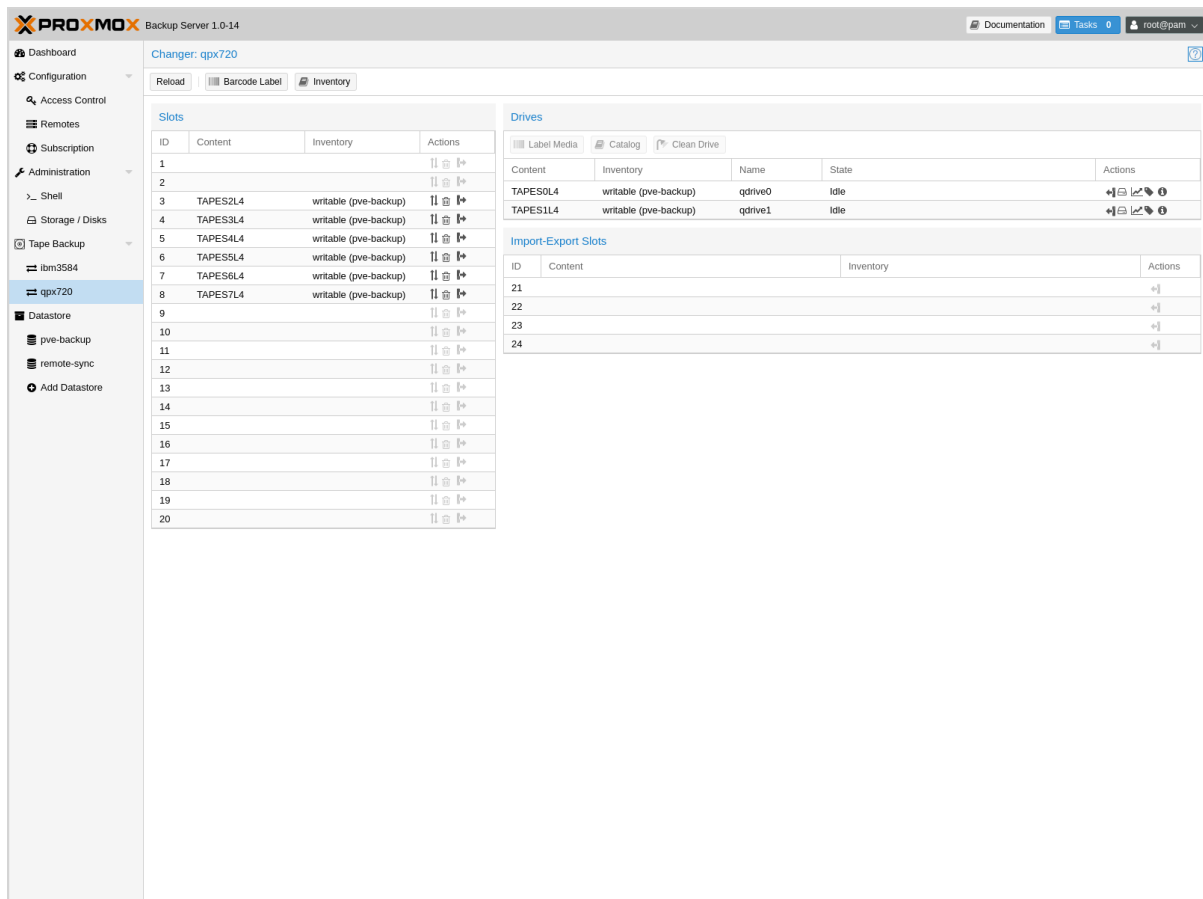 PROXMOX Backup Server 1.0-14 Documentation Tasks 0 root@pam
Dashboard
Configuration
Access Control
Remotes
Subscription
Administration
Shell
Storage / Disks
Tape Backup
ibm3584
qpx720
Datastore
pve-backup
remote-sync
Add Datastore
Changer: qpx720
Reload Barcode Label Inventory
Slots
ID Content Inventory Actions
1
2
3 TAPES2L4 writable (pve-backup)
4 TAPES3L4 writable (pve-backup)
5 TAPES4L4 writable (pve-backup)
6 TAPES5L4 writable (pve-backup)
7 TAPES6L4 writable (pve-backup)
8 TAPES7L4 writable (pve-backup)
9
10
11
12
13
14
15
16
17
18
19
20
Drives
Label Media Catalog Clean Drive
Content Inventory Name State Actions
TAPES0L4 writable (pve-backup) qdrive0 Idle
TAPES1L4 writable (pve-backup) qdrive1 Idle
Import-Export Slots
ID Content Inventory Actions
21
22
23
24